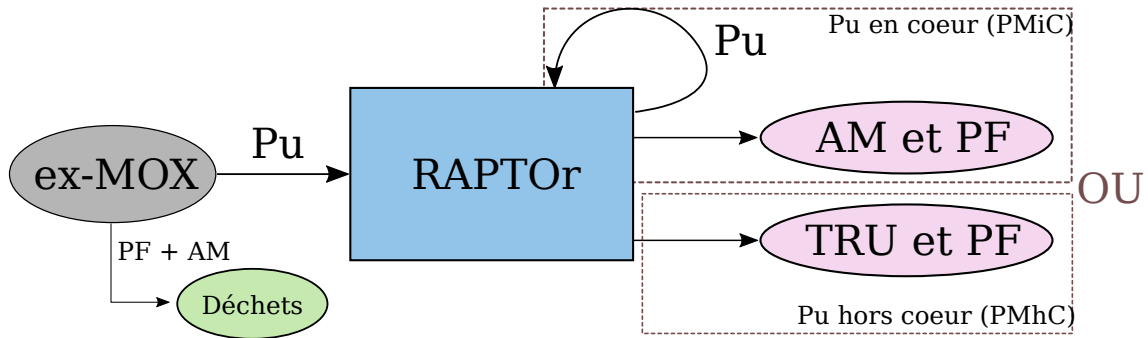 Pu en coeur (PMiC)
Pu
AM et PF
ex-MOX
Pu
RAPTOr
OU
PF + AM
Déchets
TRU et PF
Pu hors coeur (PMhC)